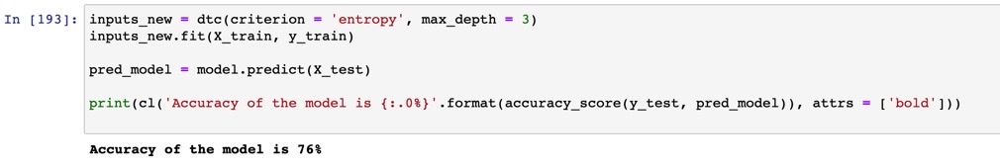 In [193]: inputs_new = dtc(criterion = 'entropy', max_depth = 3)
inputs_new.fit(X_train, y_train)
pred_model = model.predict(X_test)
print(cl('Accuracy of the model is {:.0%}'.format(accuracy_score(y_test, pred_model)), attrs = ['bold']))
Accuracy of the model is 76%